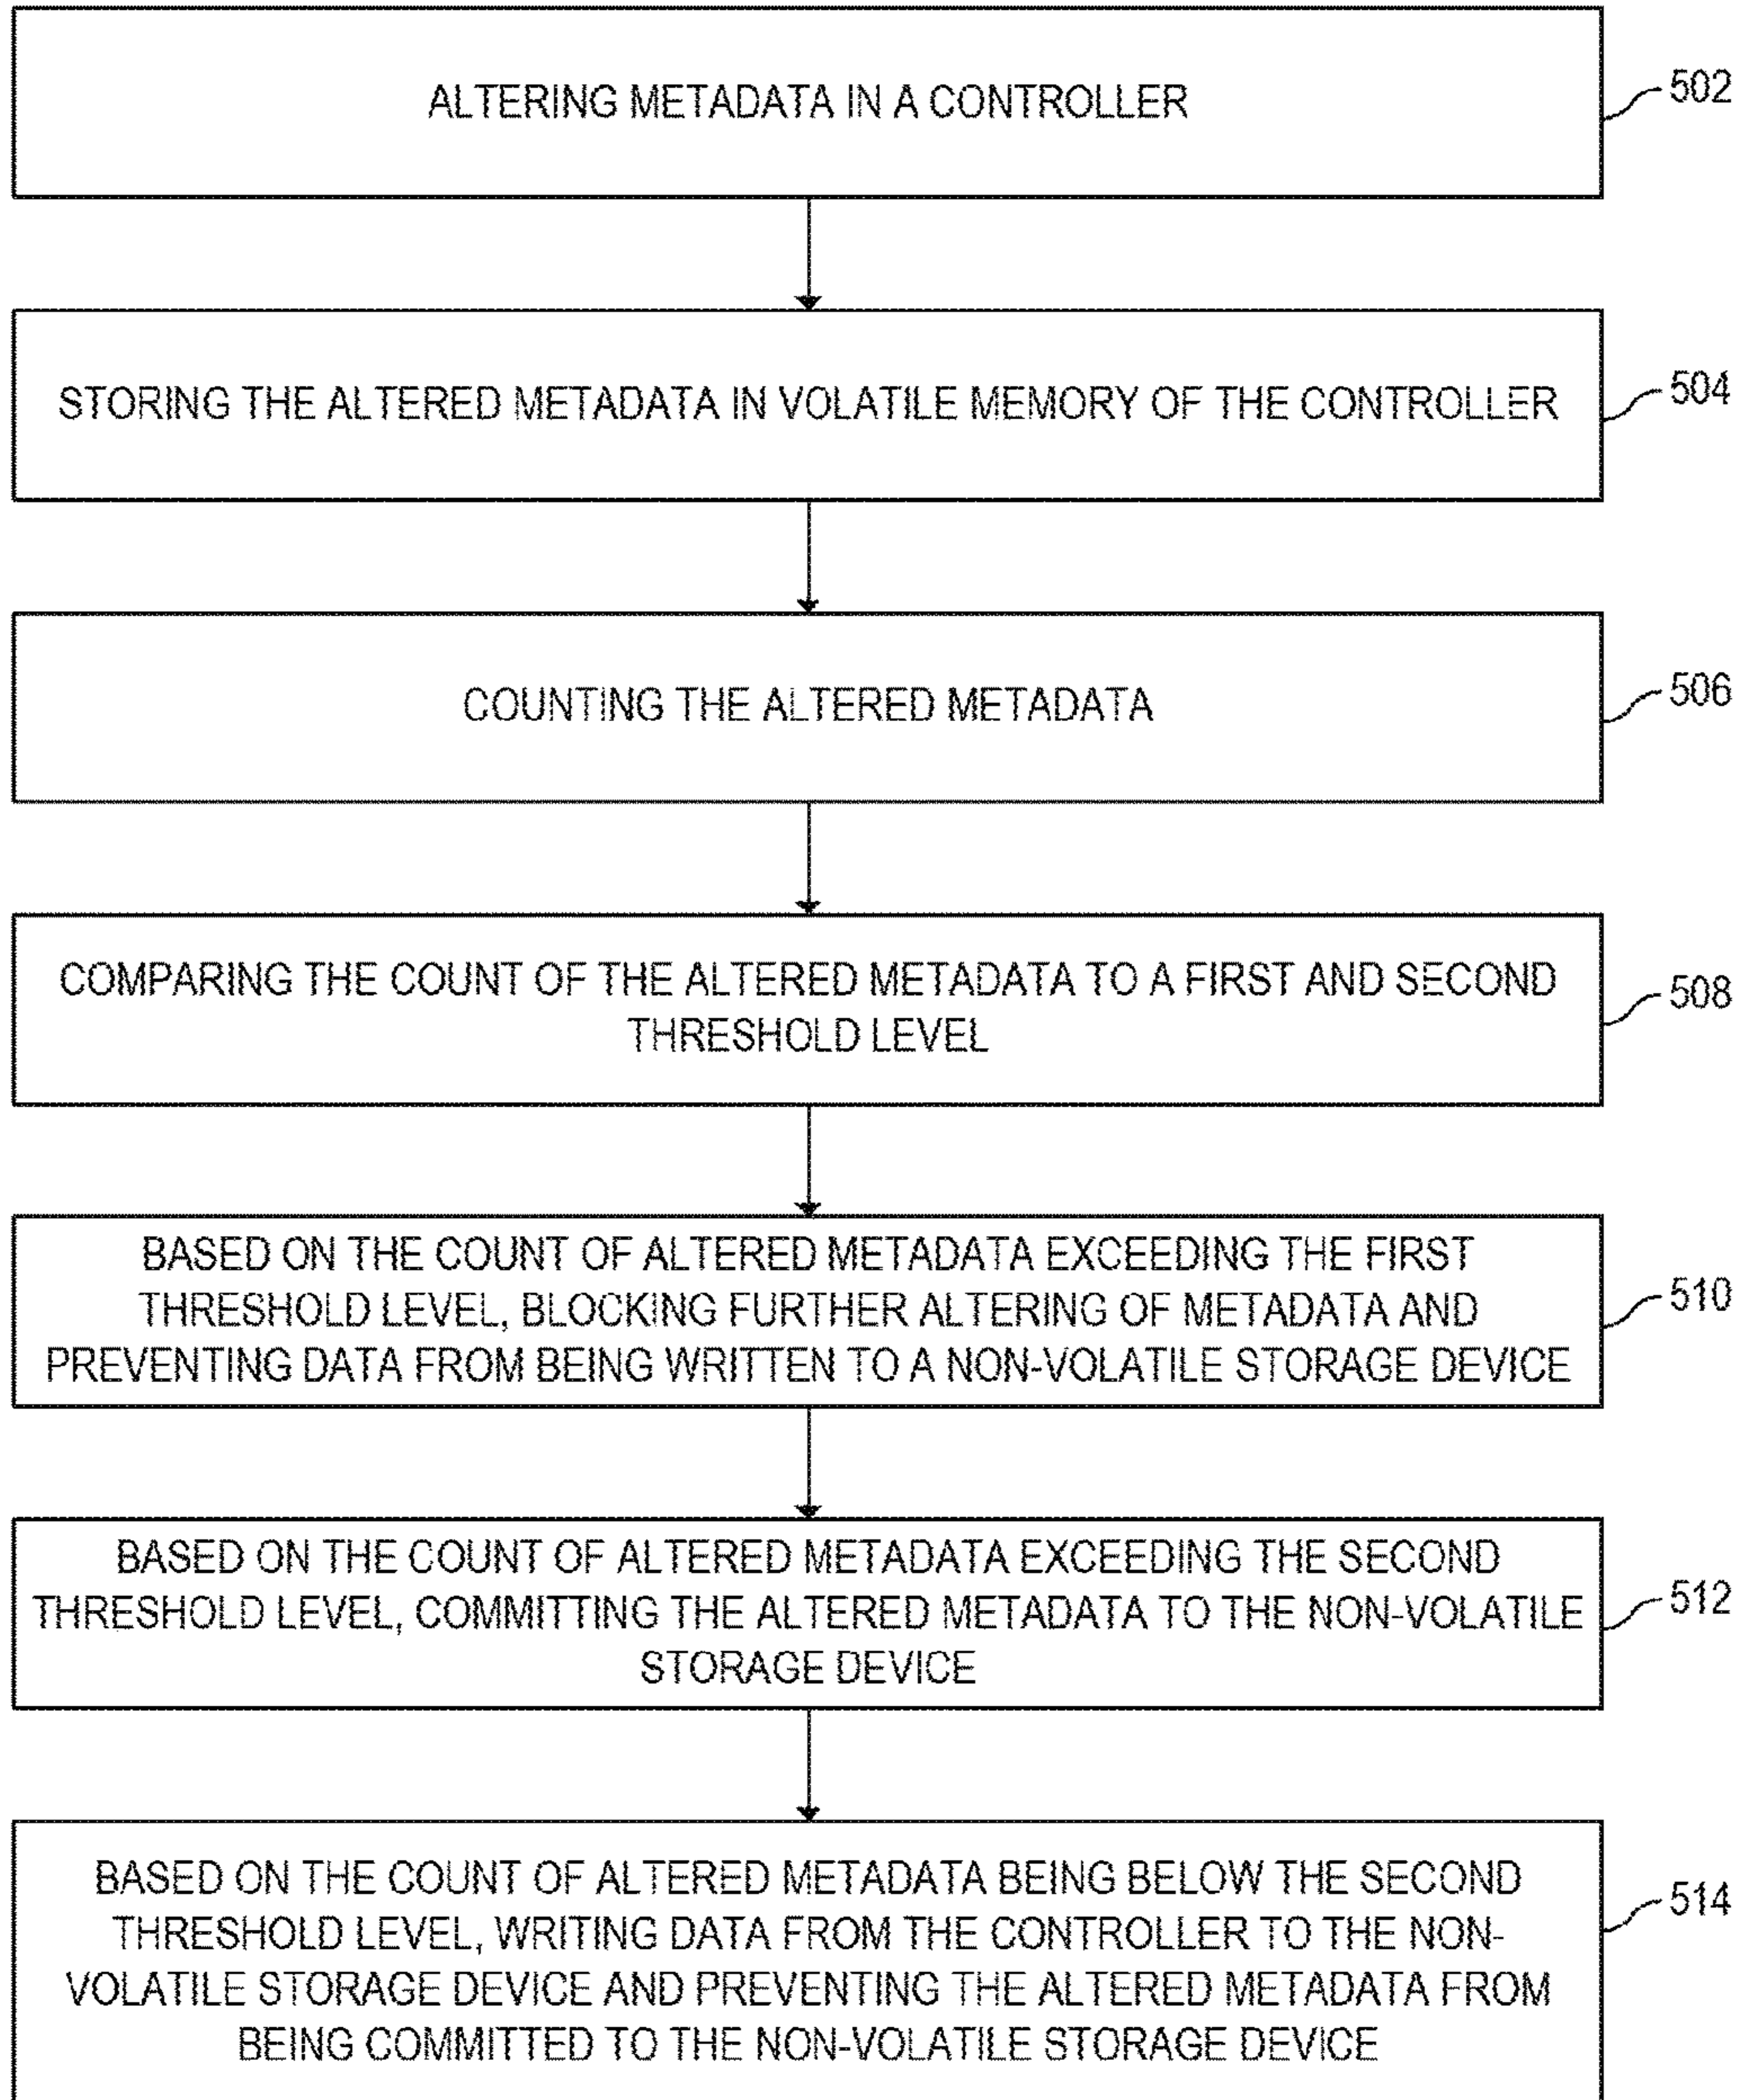 ALTERING METADATA IN A CONTROLLER
502
STORING THE ALTERED METADATA IN VOLATILE MEMORY OF THE CONTROLLER
504
COUNTING THE ALTERED METADATA
506
COMPARING THE COUNT OF THE ALTERED METADATA TO A FIRST AND SECOND
THRESHOLD LEVEL
508
BASED ON THE COUNT OF ALTERED METADATA EXCEEDING THE FIRST
THRESHOLD LEVEL, BLOCKING FURTHER ALTERING OF METADATA AND
PREVENTING DATA FROM BEING WRITTEN TO A NON-VOLATILE STORAGE DEVICE
510
BASED ON THE COUNT OF ALTERED METADATA EXCEEDING THE SECOND
THRESHOLD LEVEL, COMMITTING THE ALTERED METADATA TO THE NON-VOLATILE
STORAGE DEVICE
512
BASED ON THE COUNT OF ALTERED METADATA BEING BELOW THE SECOND
THRESHOLD LEVEL, WRITING DATA FROM THE CONTROLLER TO THE NON-
VOLATILE STORAGE DEVICE AND PREVENTING THE ALTERED METADATA FROM
BEING COMMITTED TO THE NON-VOLATILE STORAGE DEVICE
514